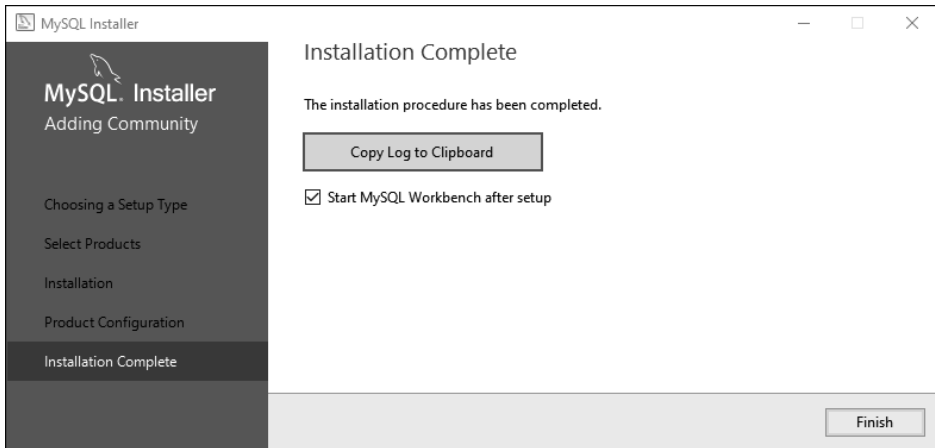 MySQL Installer
MySQL. Installer
Adding Community
Choosing a Setup Type
Select Products
Installation
Product Configuration
Installation Complete
Installation Complete
The installation procedure has been completed.
Copy Log to Clipboard
Start MySQL Workbench after setup
Finish